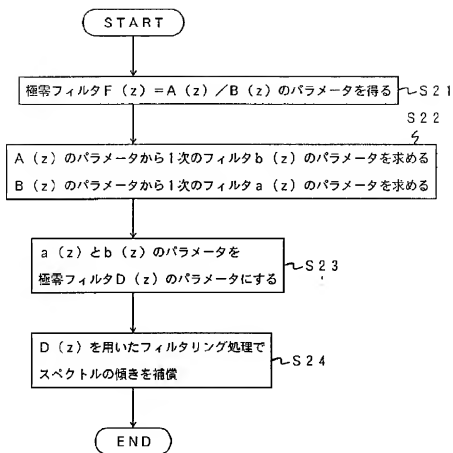 START
極零フィルタF(z)=A(z)/B(z)のパラメータを得る
S21
S22
A(z)のパラメータから1次のフィルタb(z)のパラメータを求める
B(z)のパラメータから1次のフィルタa(z)のパラメータを求める
a(z)とb(z)のパラメータを
極零フィルタD(z)のパラメータにする
S23
D(z)を用いたフィルタリング処理で
スペクトルの傾きを補償
S24
END